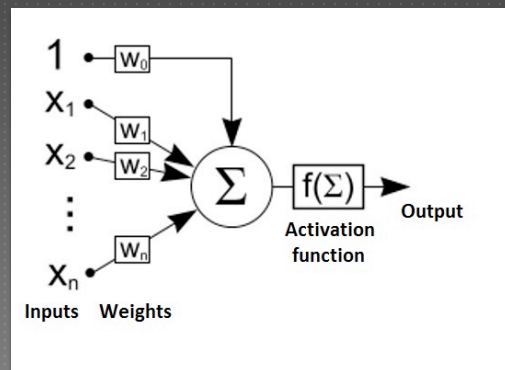 1 W₀
X₁
W₁
X₂ W₂
Σ f(Σ)
Activation
function
Output
⋮
Wₙ
Xₙ
Inputs Weights